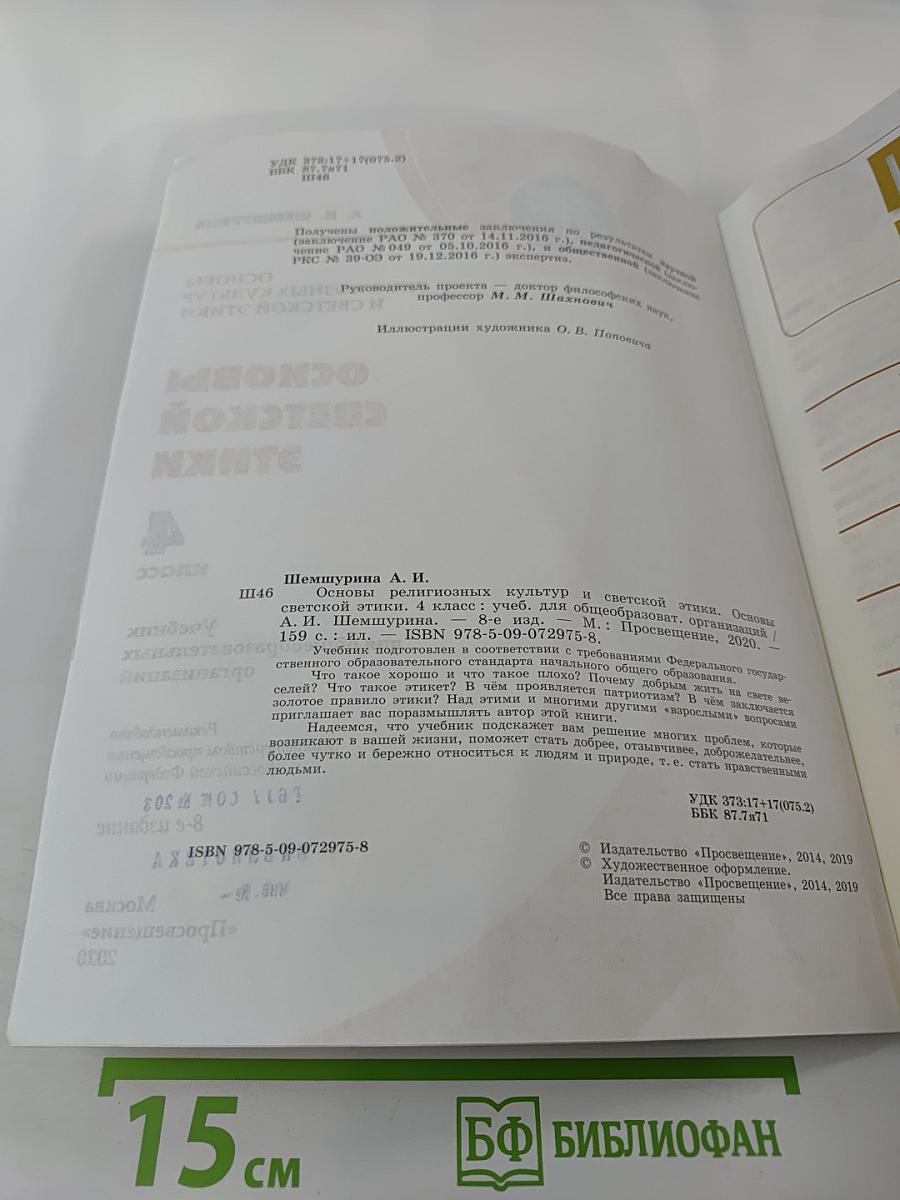 УДК 373:17+17(075.2)
ББК 87.7я71
Ш46
Получены положительные заключения по результатам научной
(заключение РАО № 370 от 14.11.2016 г.), педагогической (заклю-
чение РАО № 049 от 05.10.2016 г.), и общественной (заключение
РКС № 39-ОЭ от 19.12.2016 г.) экспертиз.
Руководитель проекта — доктор философских наук,
профессор М. М. Шахнович
Иллюстрации художника О. В. Поповича
ОСНОВЫ
СВЕТСКОЙ
ЭТИКИ
4
класс
Шемшурина А. И.
Ш46 Основы религиозных культур и светской этики. Основы
светской этики. 4 класс : учеб. для общеобразоват. организаций /
А. И. Шемшурина. — 8-е изд. — М. : Просвещение, 2020. —
159 с. : ил. — ISBN 978-5-09-072975-8.
Учебник подготовлен в соответствии с требованиями Федерального государ-
ственного образовательного стандарта начального общего образования.
Что такое хорошо и что такое плохо? Почему добрым жить на свете ве-
селей? Что такое этикет? В чём проявляется патриотизм? В чём заключается
золотое правило этики? Над этими и многими другими «взрослыми» вопросами
приглашает вас поразмышлять автор этой книги.
Надеемся, что учебник подскажет вам решение многих проблем, которые
возникают в вашей жизни, поможет стать добрее, отзывчивее, доброжелательнее,
более чутко и бережно относиться к людям и природе, т. е. стать нравственными
людьми.
УДК 373:17+17(075.2)
ББК 87.7я71
ISBN 978-5-09-072975-8
© Издательство «Просвещение», 2014, 2019
© Художественное оформление.
Издательство «Просвещение», 2014, 2019
Все права защищены
8-е издание
Москва
«Просвещение»
2020
15 см
БФ БИБЛИОФАН